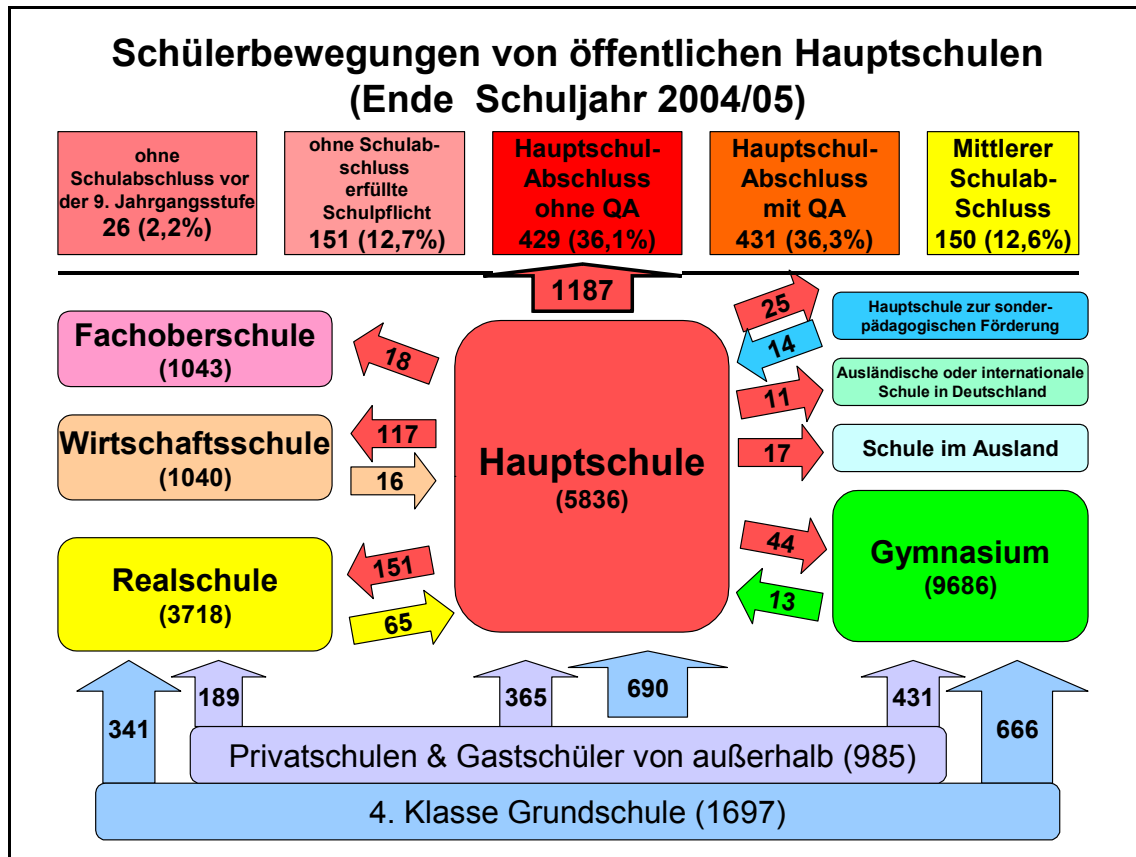 Schülerbewegungen von öffentlichen Hauptschulen
(Ende Schuljahr 2004/05)
ohne
Schulabschluss vor
der 9. Jahrgangsstufe
26 (2,2%)
ohne Schulab-
schluss
erfüllte
Schulpflicht
151 (12,7%)
Hauptschul-
Abschluss
ohne QA
429 (36,1%)
Hauptschul-
Abschluss
mit QA
431 (36,3%)
Mittlerer
Schulab-
Schluss
150 (12,6%)
1187
Fachoberschule
(1043)
18
Wirtschaftsschule
(1040)
117
16
Realschule
(3718)
151
65
Hauptschule
(5836)
25
14
Hauptschule zur sonder-
pädagogischen Förderung
11
Ausländische oder internationale
Schule in Deutschland
17
Schule im Ausland
44
13
Gymnasium
(9686)
341
189
365
690
431
666
Privatschulen & Gastschüler von außerhalb (985)
4. Klasse Grundschule (1697)